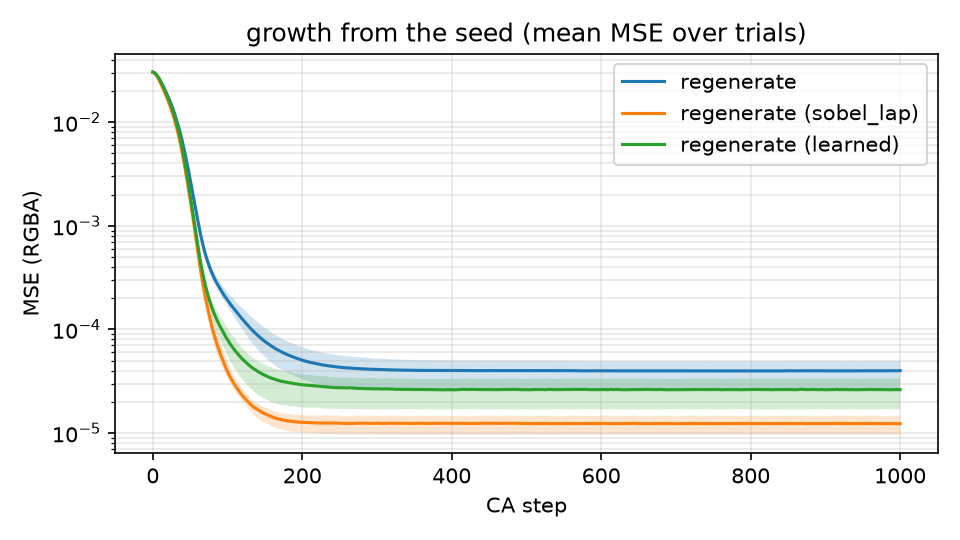 growth from the seed (mean MSE over trials)
regenerate
regenerate (sobel_lap)
regenerate (learned)
MSE (RGBA)
10⁻²
10⁻³
10⁻⁴
10⁻⁵
0 200 400 600 800 1000
CA step